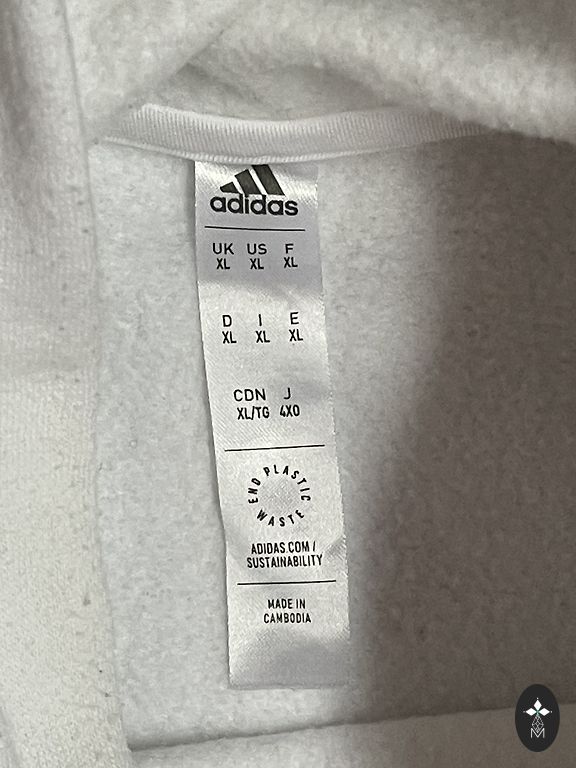 adidas
UK US F
XL XL XL
D I E
XL XL XL
CDN J
XL/TG 4XO
END PLASTIC WASTE
ADIDAS.COM /
SUSTAINABILITY
MADE IN
CAMBODIA
M